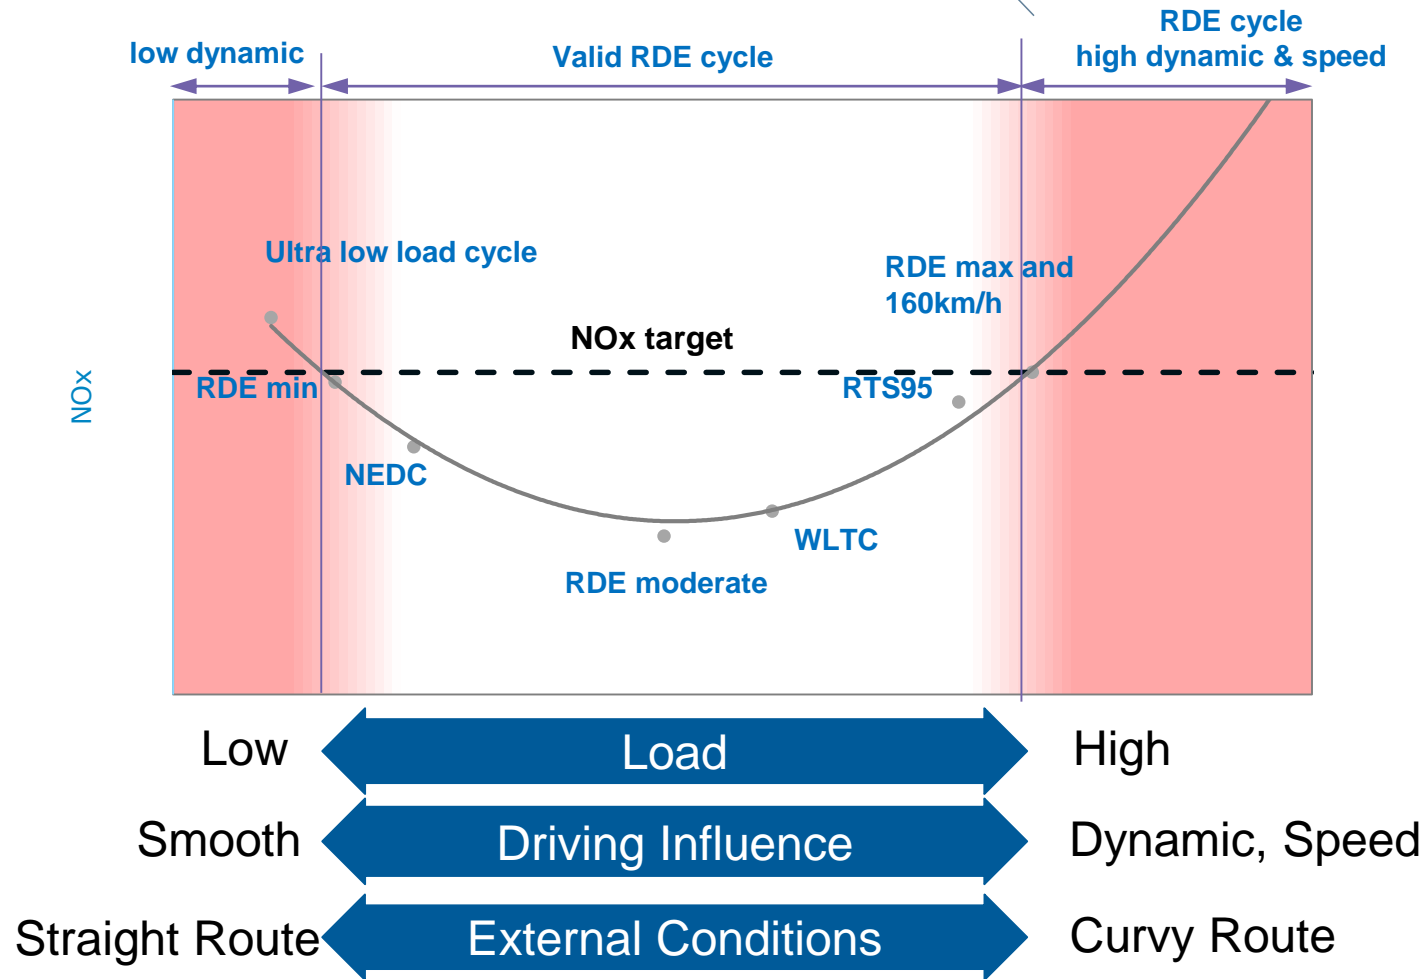 RDE cycle
high dynamic & speed
low dynamic
Valid RDE cycle
Ultra low load cycle
RDE max and
160km/h
NOx target
RDE min
RTS95
NOx
NEDC
WLTC
RDE moderate
Low
Load
High
Smooth
Driving Influence
Dynamic, Speed
Straight Route
External Conditions
Curvy Route